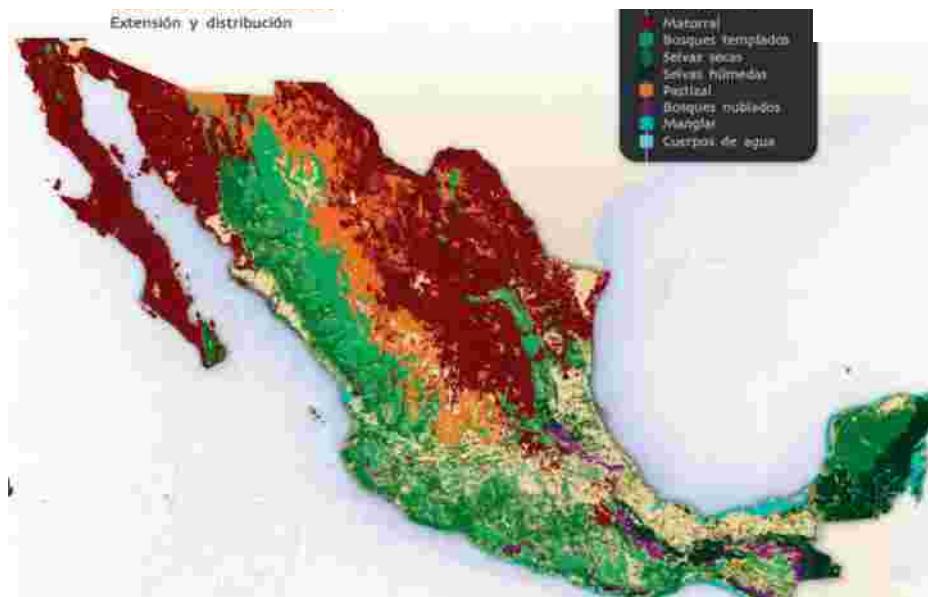 Extensión y distribución
Matorral
Bosques templados
Selvas secas
Selvas húmedas
Pastizal
Bosques nublados
Manglar
Cuerpos de agua